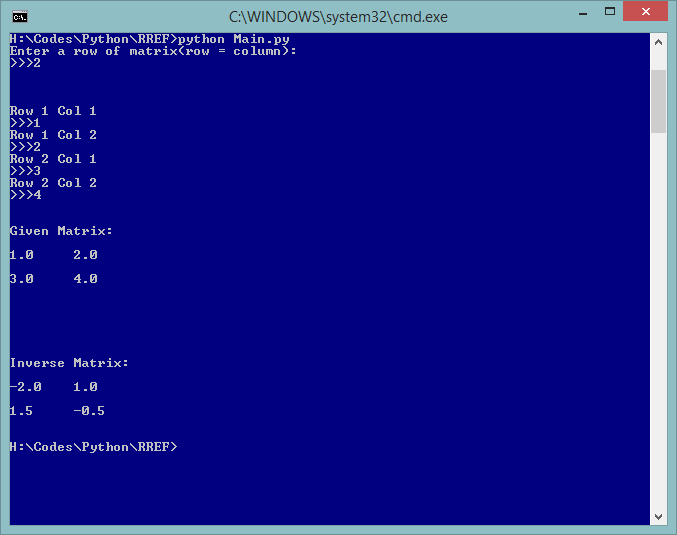 C:\WINDOWS\system32\cmd.exe
H:\Codes\Python\RREF>python Main.py
Enter a row of matrix(row = column):
>>>2
Row 1 Col 1
>>>1
Row 1 Col 2
>>>2
Row 2 Col 1
>>>3
Row 2 Col 2
>>>4
Given Matrix:
1.0 2.0
3.0 4.0
Inverse Matrix:
-2.0 1.0
1.5 -0.5
H:\Codes\Python\RREF>